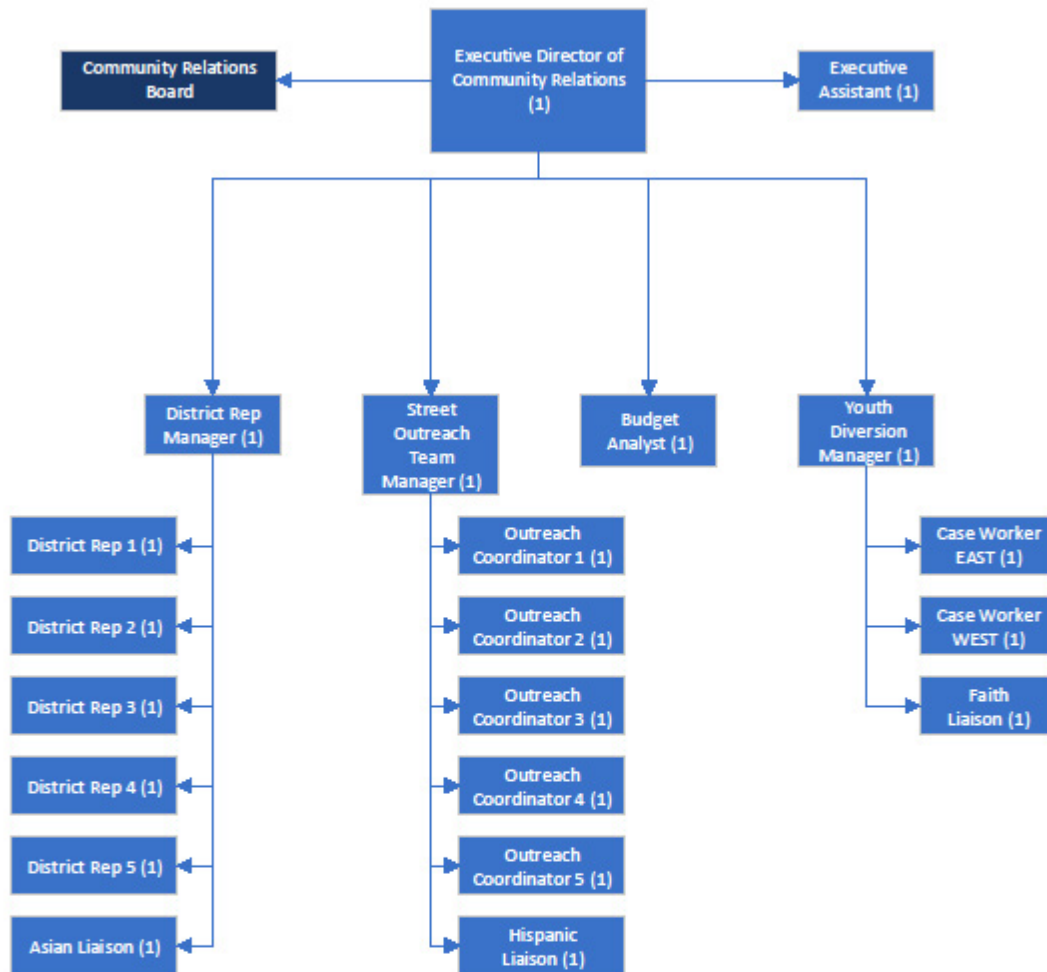 Executive Director of
Community Relations
(1)
Community Relations
Board
Executive
Assistant (1)
District Rep
Manager (1)
Street
Outreach
Team
Manager (1)
Budget
Analyst (1)
Youth
Diversion
Manager (1)
District Rep 1 (1)
District Rep 2 (1)
District Rep 3 (1)
District Rep 4 (1)
District Rep 5 (1)
Asian Liaison (1)
Outreach
Coordinator 1 (1)
Outreach
Coordinator 2 (1)
Outreach
Coordinator 3 (1)
Outreach
Coordinator 4 (1)
Outreach
Coordinator 5 (1)
Hispanic
Liaison (1)
Case Worker
EAST (1)
Case Worker
WEST (1)
Faith
Liaison (1)